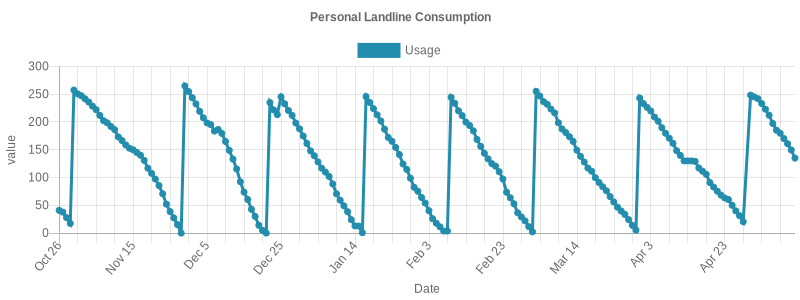 Personal Landline Consumption
Usage
300
250
200
150
100
50
0
value
Oct 26
Nov 15
Dec 5
Dec 25
Jan 14
Feb 3
Feb 23
Mar 14
Apr 3
Apr 23
Date